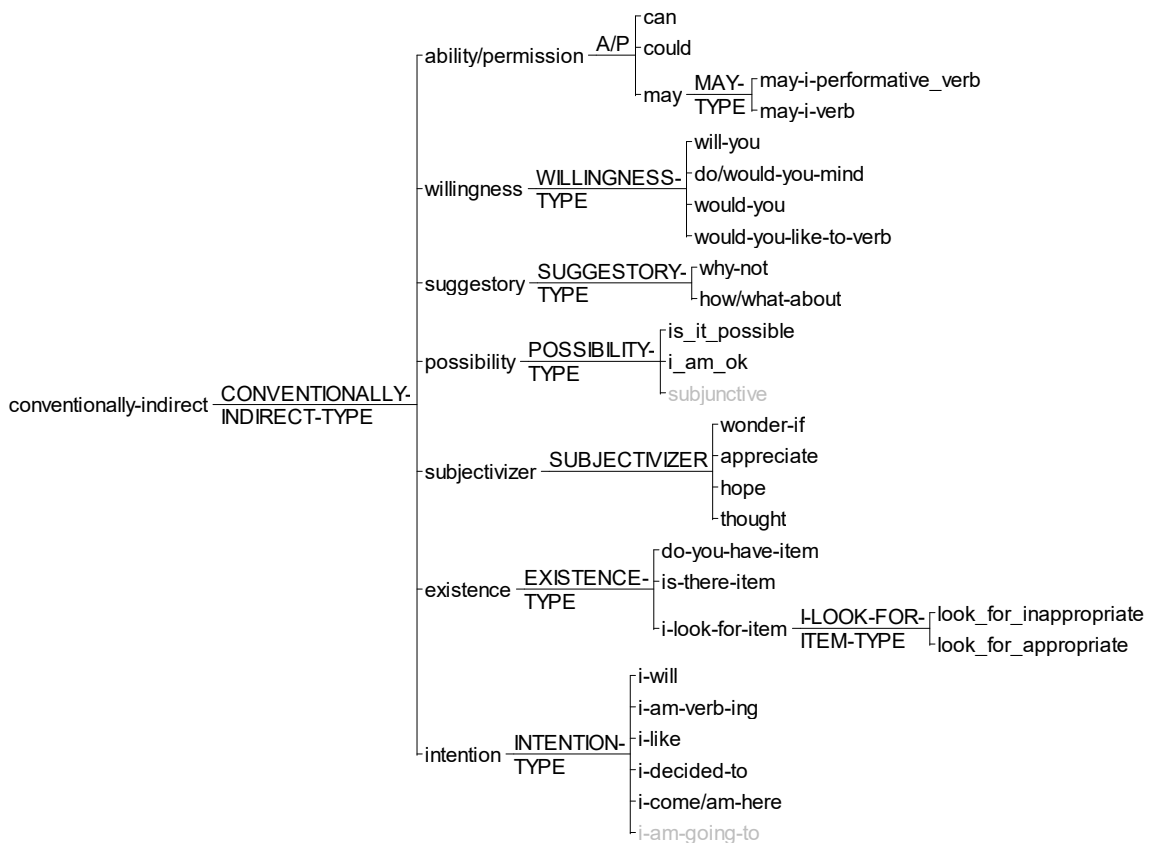 can
ability/permission A/P could
may MAY-TYPE may-i-performative_verb
may-i-verb
will-you
willingness WILLINGNESS-TYPE do/would-you-mind
would-you
would-you-like-to-verb
suggestory SUGGESTORY-TYPE why-not
how/what-about
is_it_possible
possibility POSSIBILITY-TYPE i_am_ok
subjunctive
conventionally-indirect CONVENTIONALLY-INDIRECT-TYPE
wonder-if
subjectivizer SUBJECTIVIZER appreciate
hope
thought
do-you-have-item
existence EXISTENCE-TYPE is-there-item
i-look-for-item I-LOOK-FOR-ITEM-TYPE look_for_inappropriate
look_for_appropriate
i-will
i-am-verb-ing
intention INTENTION-TYPE i-like
i-decided-to
i-come/am-here
i-am-going-to